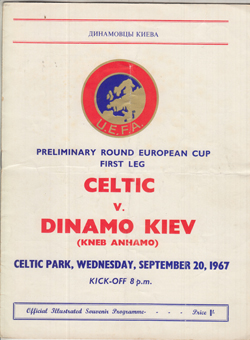 ДИНАМОВЦЫ КИЕВА
U.E.F.A.
PRELIMINARY ROUND EUROPEAN CUP
FIRST LEG
CELTIC
v.
DINAMO KIEV
(KNEB AHNAMO)
CELTIC PARK, WEDNESDAY, SEPTEMBER 20, 1967
KICK-OFF 8 p.m.
Official Illustrated Souvenir Programme - - - - Price 1/-